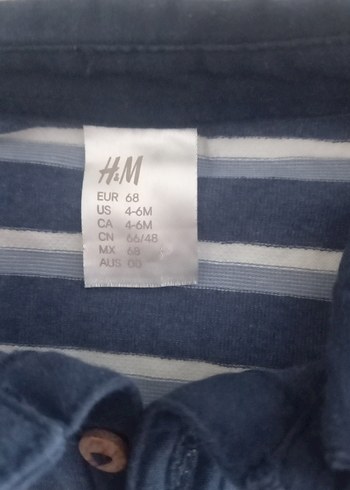 H&M
EUR 68
US 4-6M
CA 4-6M
CN 66/48
MX 68
AUS 00